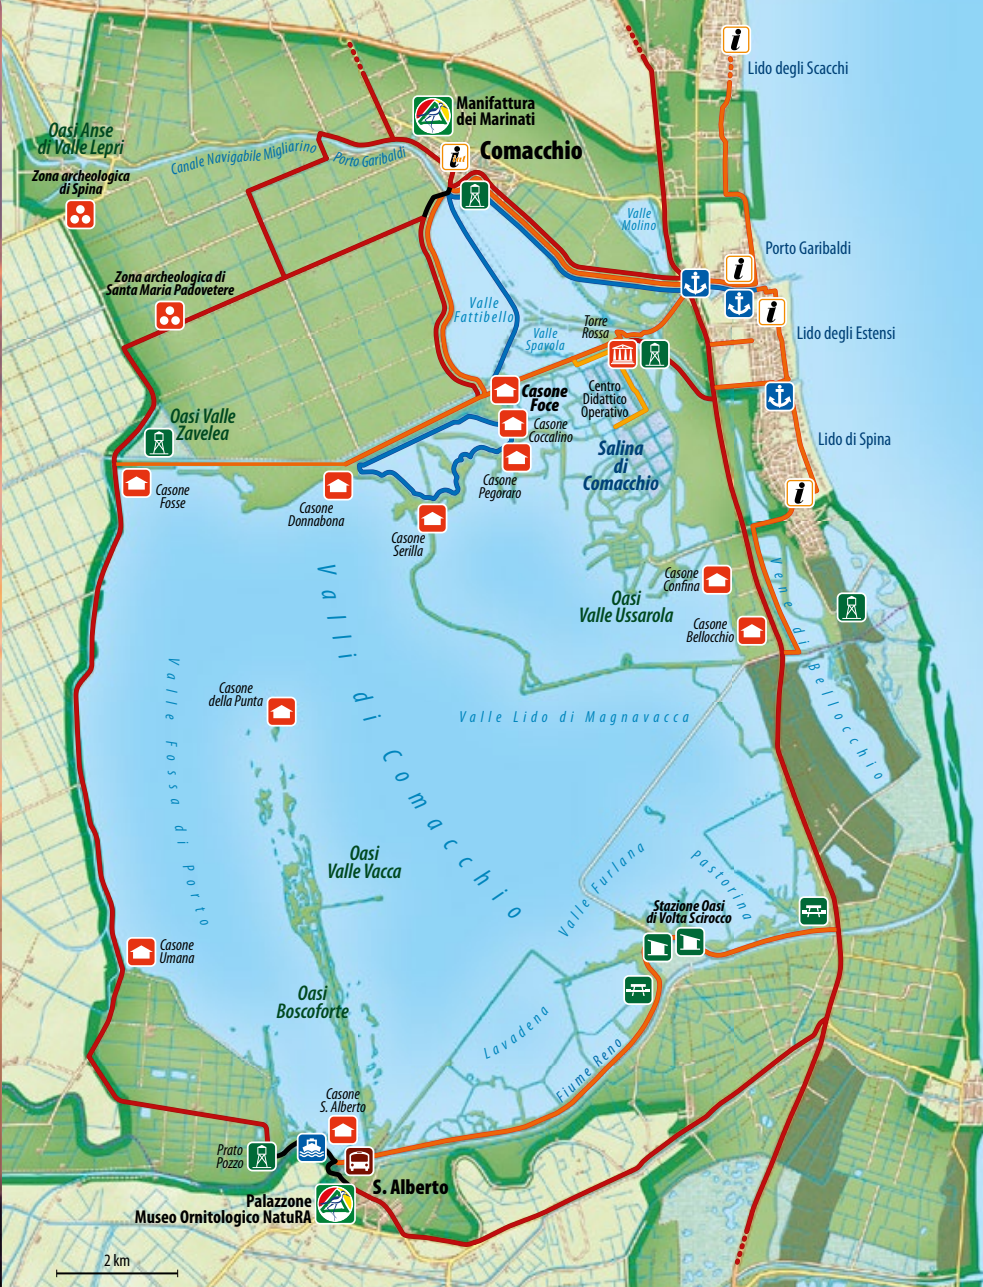 Lido degli Scacchi
Manifattura
dei Marinati
Comacchio
Oasi Anse
di Valle Lepri
Canale Navigabile Migliarino
Porto Garibaldi
Zona archeologica
di Spina
Valle
Molino
Porto Garibaldi
Zona archeologica di
Santa Maria Padovetere
Valle
Fattibello
Valle
Spavola
Torre
Rossa
Lido degli Estensi
Centro
Didattico
Operativo
Casone
Foce
Oasi Valle
Zavelea
Casone
Coccalino
Salina
di
Comacchio
Lido di Spina
Casone
Pegoraro
Casone
Fosse
Casone
Donnabona
Casone
Serilla
Casone
Confina
Oasi
Valle Ussarola
Casone
Bellocchio
Vene di Bellocchio
Valli di Comacchio
Valle Fossa di Porto
Casone
della Punta
Valle Lido di Magnavacca
Oasi
Valle Vacca
Valle Furlana
Pastorina
Stazione Oasi
di Volta Scirocco
Casone
Umana
Oasi
Boscoforte
Lavadena
Fiume Reno
Casone
S. Alberto
Prato
Pozzo
S. Alberto
Palazzone
Museo Ornitologico NatuRA
2 km